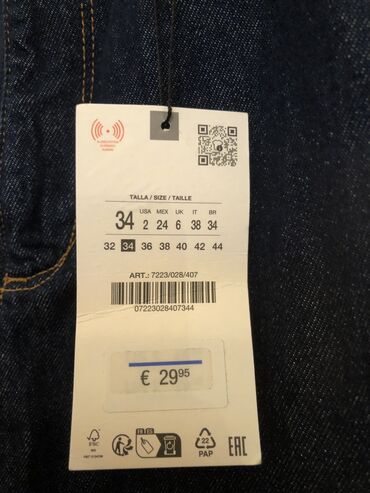 TALLA / SIZE / TAILLE
34 USA 2 MEX 24 UK 6 IT 38 BR 34
32 34 36 38 40 42 44
ART.: 7223/028/407
07223028407344
€ 29 95
FSC
22
PAP
EAC